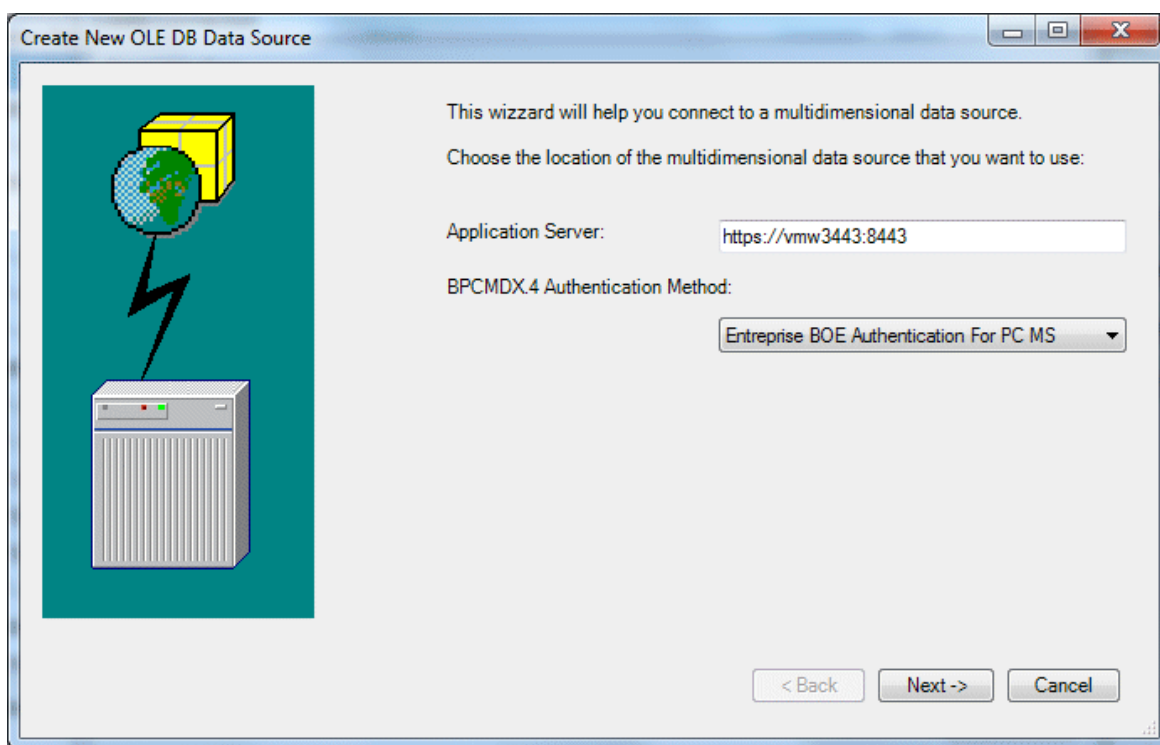 Create New OLE DB Data Source
This wizzard will help you connect to a multidimensional data source.
Choose the location of the multidimensional data source that you want to use:
Application Server:
https://vmw3443:8443
BPCMDX.4 Authentication Method:
Entreprise BOE Authentication For PC MS
< Back
Next ->
Cancel